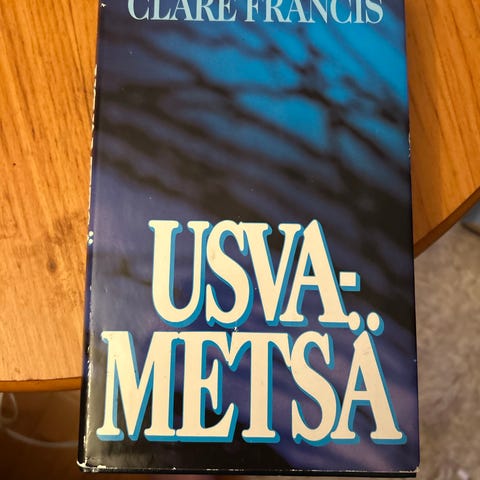 CLARE FRANCIS
USVA-
METSÄ